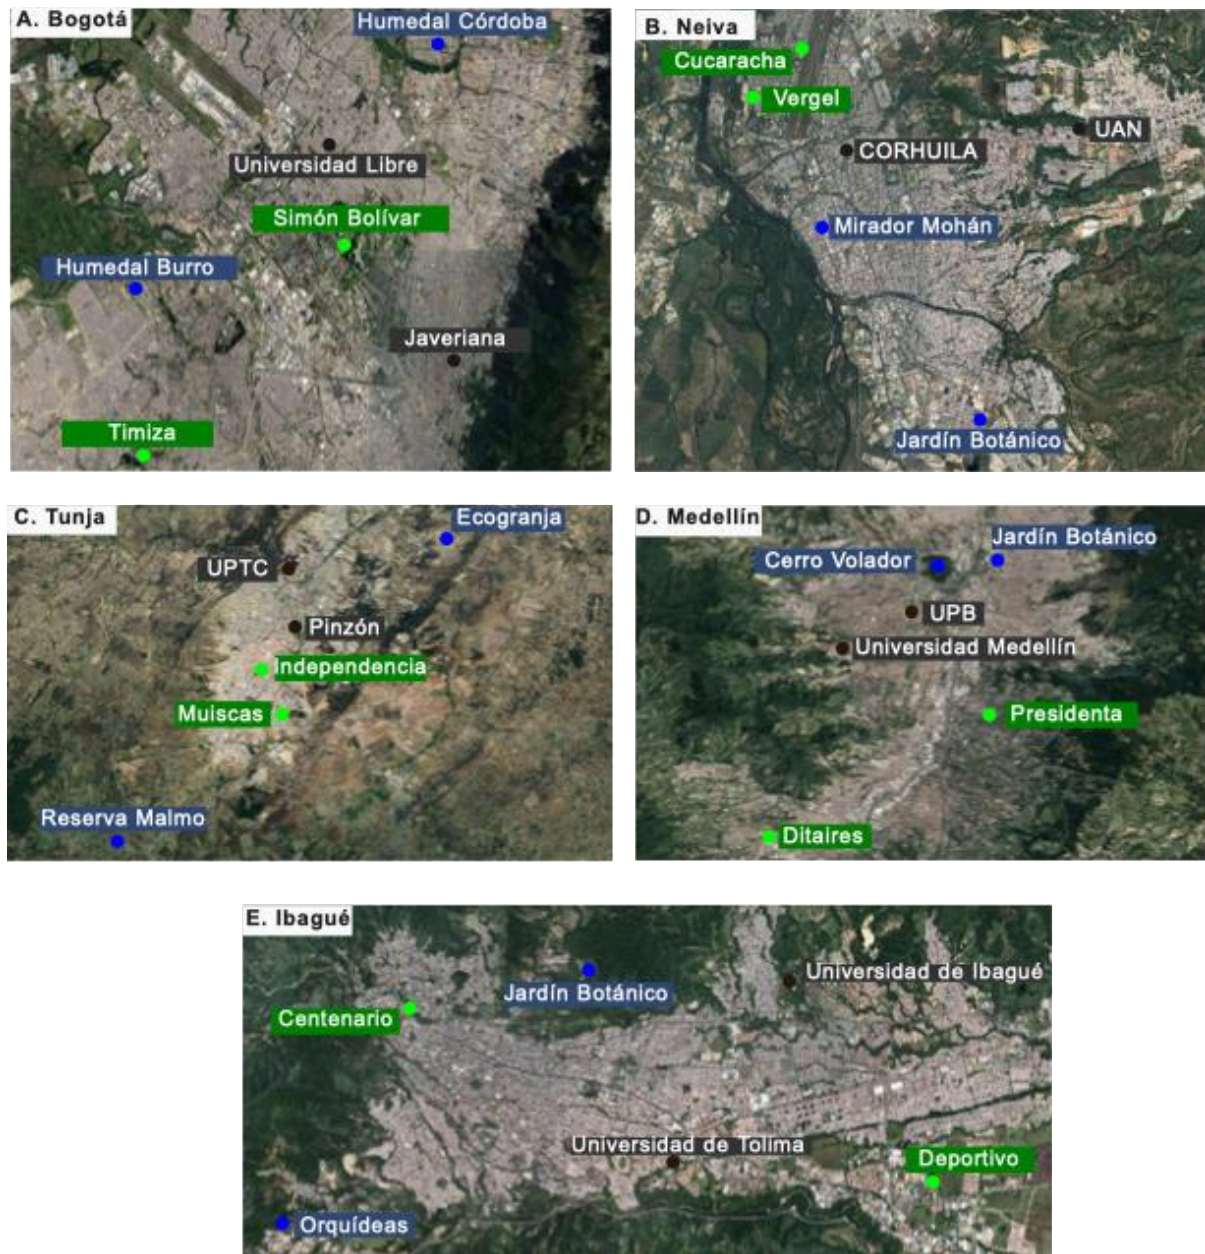 A. Bogotá
Humedal Córdoba
Universidad Libre
Simón Bolívar
Humedal Burro
Javeriana
Timiza
B. Neiva
Cucaracha
Vergel
UAN
CORHUILA
Mirador Mohán
Jardín Botánico
C. Tunja
Ecogranja
UPTC
Pinzón
Independencia
Muiscas
Reserva Malmo
D. Medellín
Jardín Botánico
Cerro Volador
UPB
Universidad Medellín
Presidenta
Ditaires
E. Ibagué
Universidad de Ibagué
Jardín Botánico
Centenario
Universidad de Tolima
Deportivo
Orquídeas